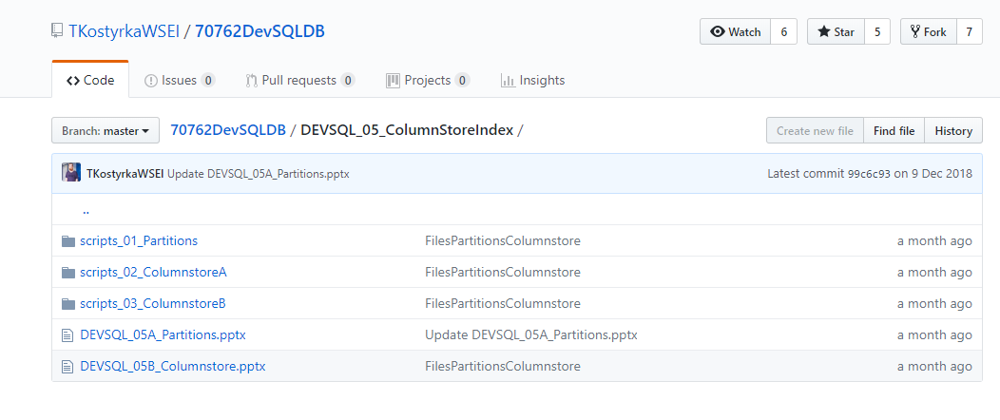 TKostyrkaWSEI / 70762DevSQLDB
Watch 6 Star 5 Fork 7
Code Issues 0 Pull requests 0 Projects 0 Insights
Branch: master 70762DevSQLDB / DEVSQL_05_ColumnStoreIndex / Create new file Find file History
TKostyrkaWSEI Update DEVSQL_05A_Partitions.pptx Latest commit 99c6c93 on 9 Dec 2018
..
scripts_01_Partitions FilesPartitionsColumnstore a month ago
scripts_02_ColumnstoreA FilesPartitionsColumnstore a month ago
scripts_03_ColumnstoreB FilesPartitionsColumnstore a month ago
DEVSQL_05A_Partitions.pptx Update DEVSQL_05A_Partitions.pptx a month ago
DEVSQL_05B_Columnstore.pptx FilesPartitionsColumnstore a month ago